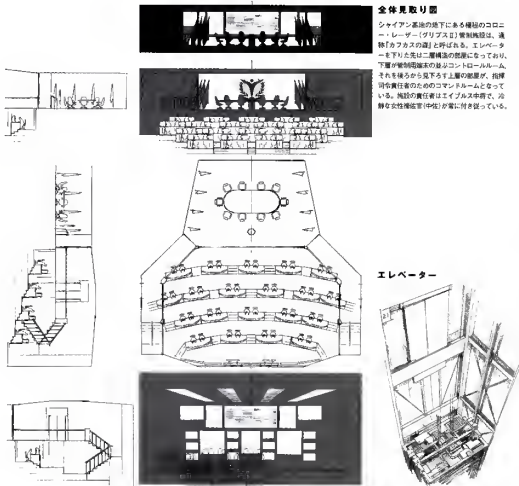 全体見取り図
シャイアン基地の地下にある極秘のコロニ
ー・レーザー(グリプスⅡ)管制施設は、通
称『カフカスの森』と呼ばれる。エレベータ
ーを下りた先は二層構造の部屋になっており、
下層が管制用端末の並ぶコントロールルーム、
それを後ろから見下ろす上層の部屋が、指揮
司令責任者のためのコマンドルームとなって
いる。施設の責任者はエイブルス中将で、冷
静な女性補佐官(中佐)が常に付き従っている。
エレベーター